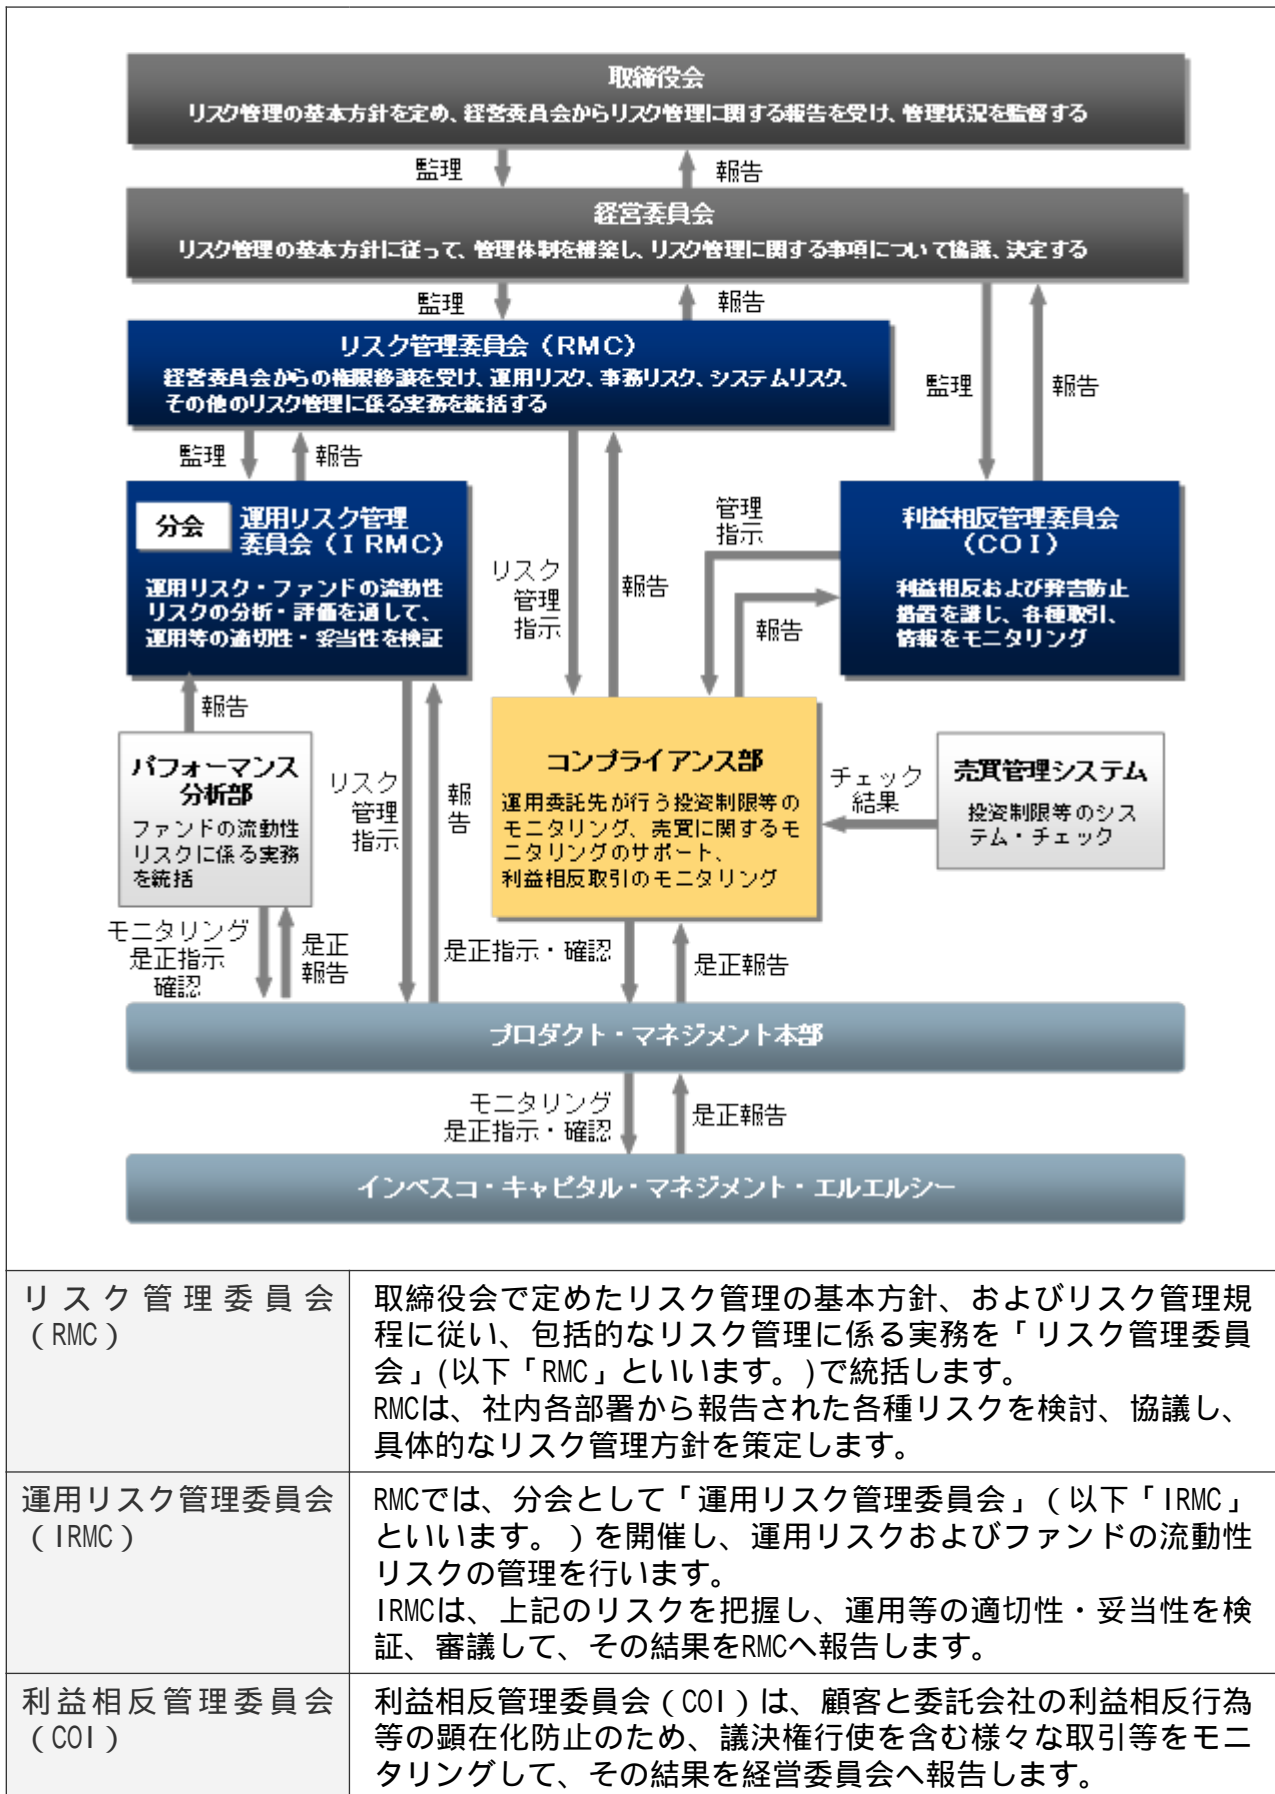 取締役会
リスク管理の基本方針を定め、経営委員会からリスク管理に関する報告を受け、管理状況を監督する
監理
報告
経営委員会
リスク管理の基本方針に従って、管理体制を構築し、リスク管理に関する事項について協議、決定する
監理
報告
リスク管理委員会（RMC）
経営委員会からの権限移譲を受け、運用リスク、事務リスク、システムリスク、
その他のリスク管理に係る実務を統括する
監理
報告
監理
報告
分会
運用リスク管理
委員会（IRMC）
運用リスク・ファンドの流動性
リスクの分析・評価を通して、
運用等の適切性・妥当性を検証
リスク
管理
指示
報告
管理
指示
報告
利益相反管理委員会
（COI）
利益相反および弊害防止
措置を講じ、各種取引、
情報をモニタリング
報告
パフォーマンス
分析部
ファンドの流動性
リスクに係る実務
を統括
リスク
管理
指示
報
告
コンプライアンス部
運用委託先が行う投資制限等の
モニタリング、売買に関するモ
ニタリングのサポート、
利益相反取引のモニタリング
チェック
結果
売買管理システム
投資制限等のシス
テム・チェック
モニタリング
是正指示
確認
是正
報告
是正指示・確認
是正報告
プロダクト・マネジメント本部
モニタリング
是正指示・確認
是正報告
インベスコ・キャピタル・マネジメント・エルエルシー
リスク管理委員会
（RMC）
取締役会で定めたリスク管理の基本方針、およびリスク管理規
程に従い、包括的なリスク管理に係る実務を「リスク管理委員
会」(以下「RMC」といいます。)で統括します。
RMCは、社内各部署から報告された各種リスクを検討、協議し、
具体的なリスク管理方針を策定します。
運用リスク管理委員会
（IRMC）
RMCでは、分会として「運用リスク管理委員会」（以下「IRMC」
といいます。）を開催し、運用リスクおよびファンドの流動性
リスクの管理を行います。
IRMCは、上記のリスクを把握し、運用等の適切性・妥当性を検
証、審議して、その結果をRMCへ報告します。
利益相反管理委員会
（COI）
利益相反管理委員会（COI）は、顧客と委託会社の利益相反行為
等の顕在化防止のため、議決権行使を含む様々な取引等をモニ
タリングして、その結果を経営委員会へ報告します。